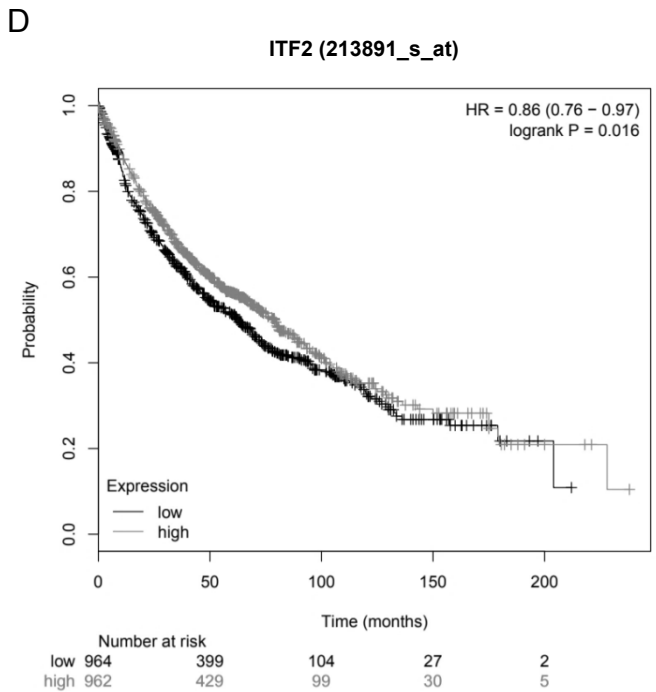 D
ITF2 (213891_s_at)
HR = 0.86 (0.76 − 0.97)
logrank P = 0.016
Probability
1.0
0.8
0.6
0.4
0.2
0.0
Expression
low
high
0 50 100 150 200
Time (months)
Number at risk
low 964 399 104 27 2
high 962 429 99 30 5